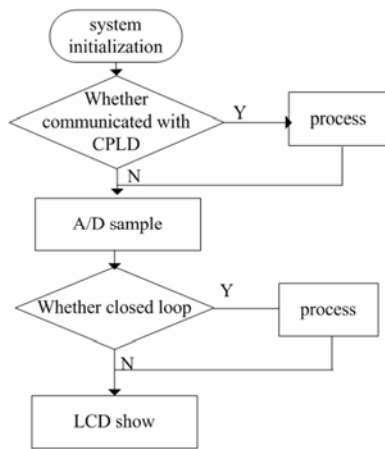 system
initialization
Whether
communicated with
CPLD
Y
process
N
A/D sample
Whether closed loop
Y
process
N
LCD show